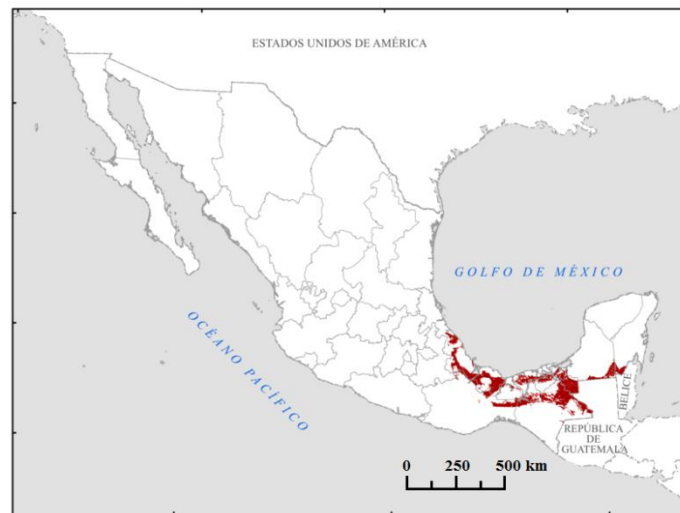 ESTADOS UNIDOS DE AMÉRICA
GOLFO DE MÉXICO
OCÉANO PACÍFICO
BELICE
REPÚBLICA
DE
GUATEMALA
0 250 500 km